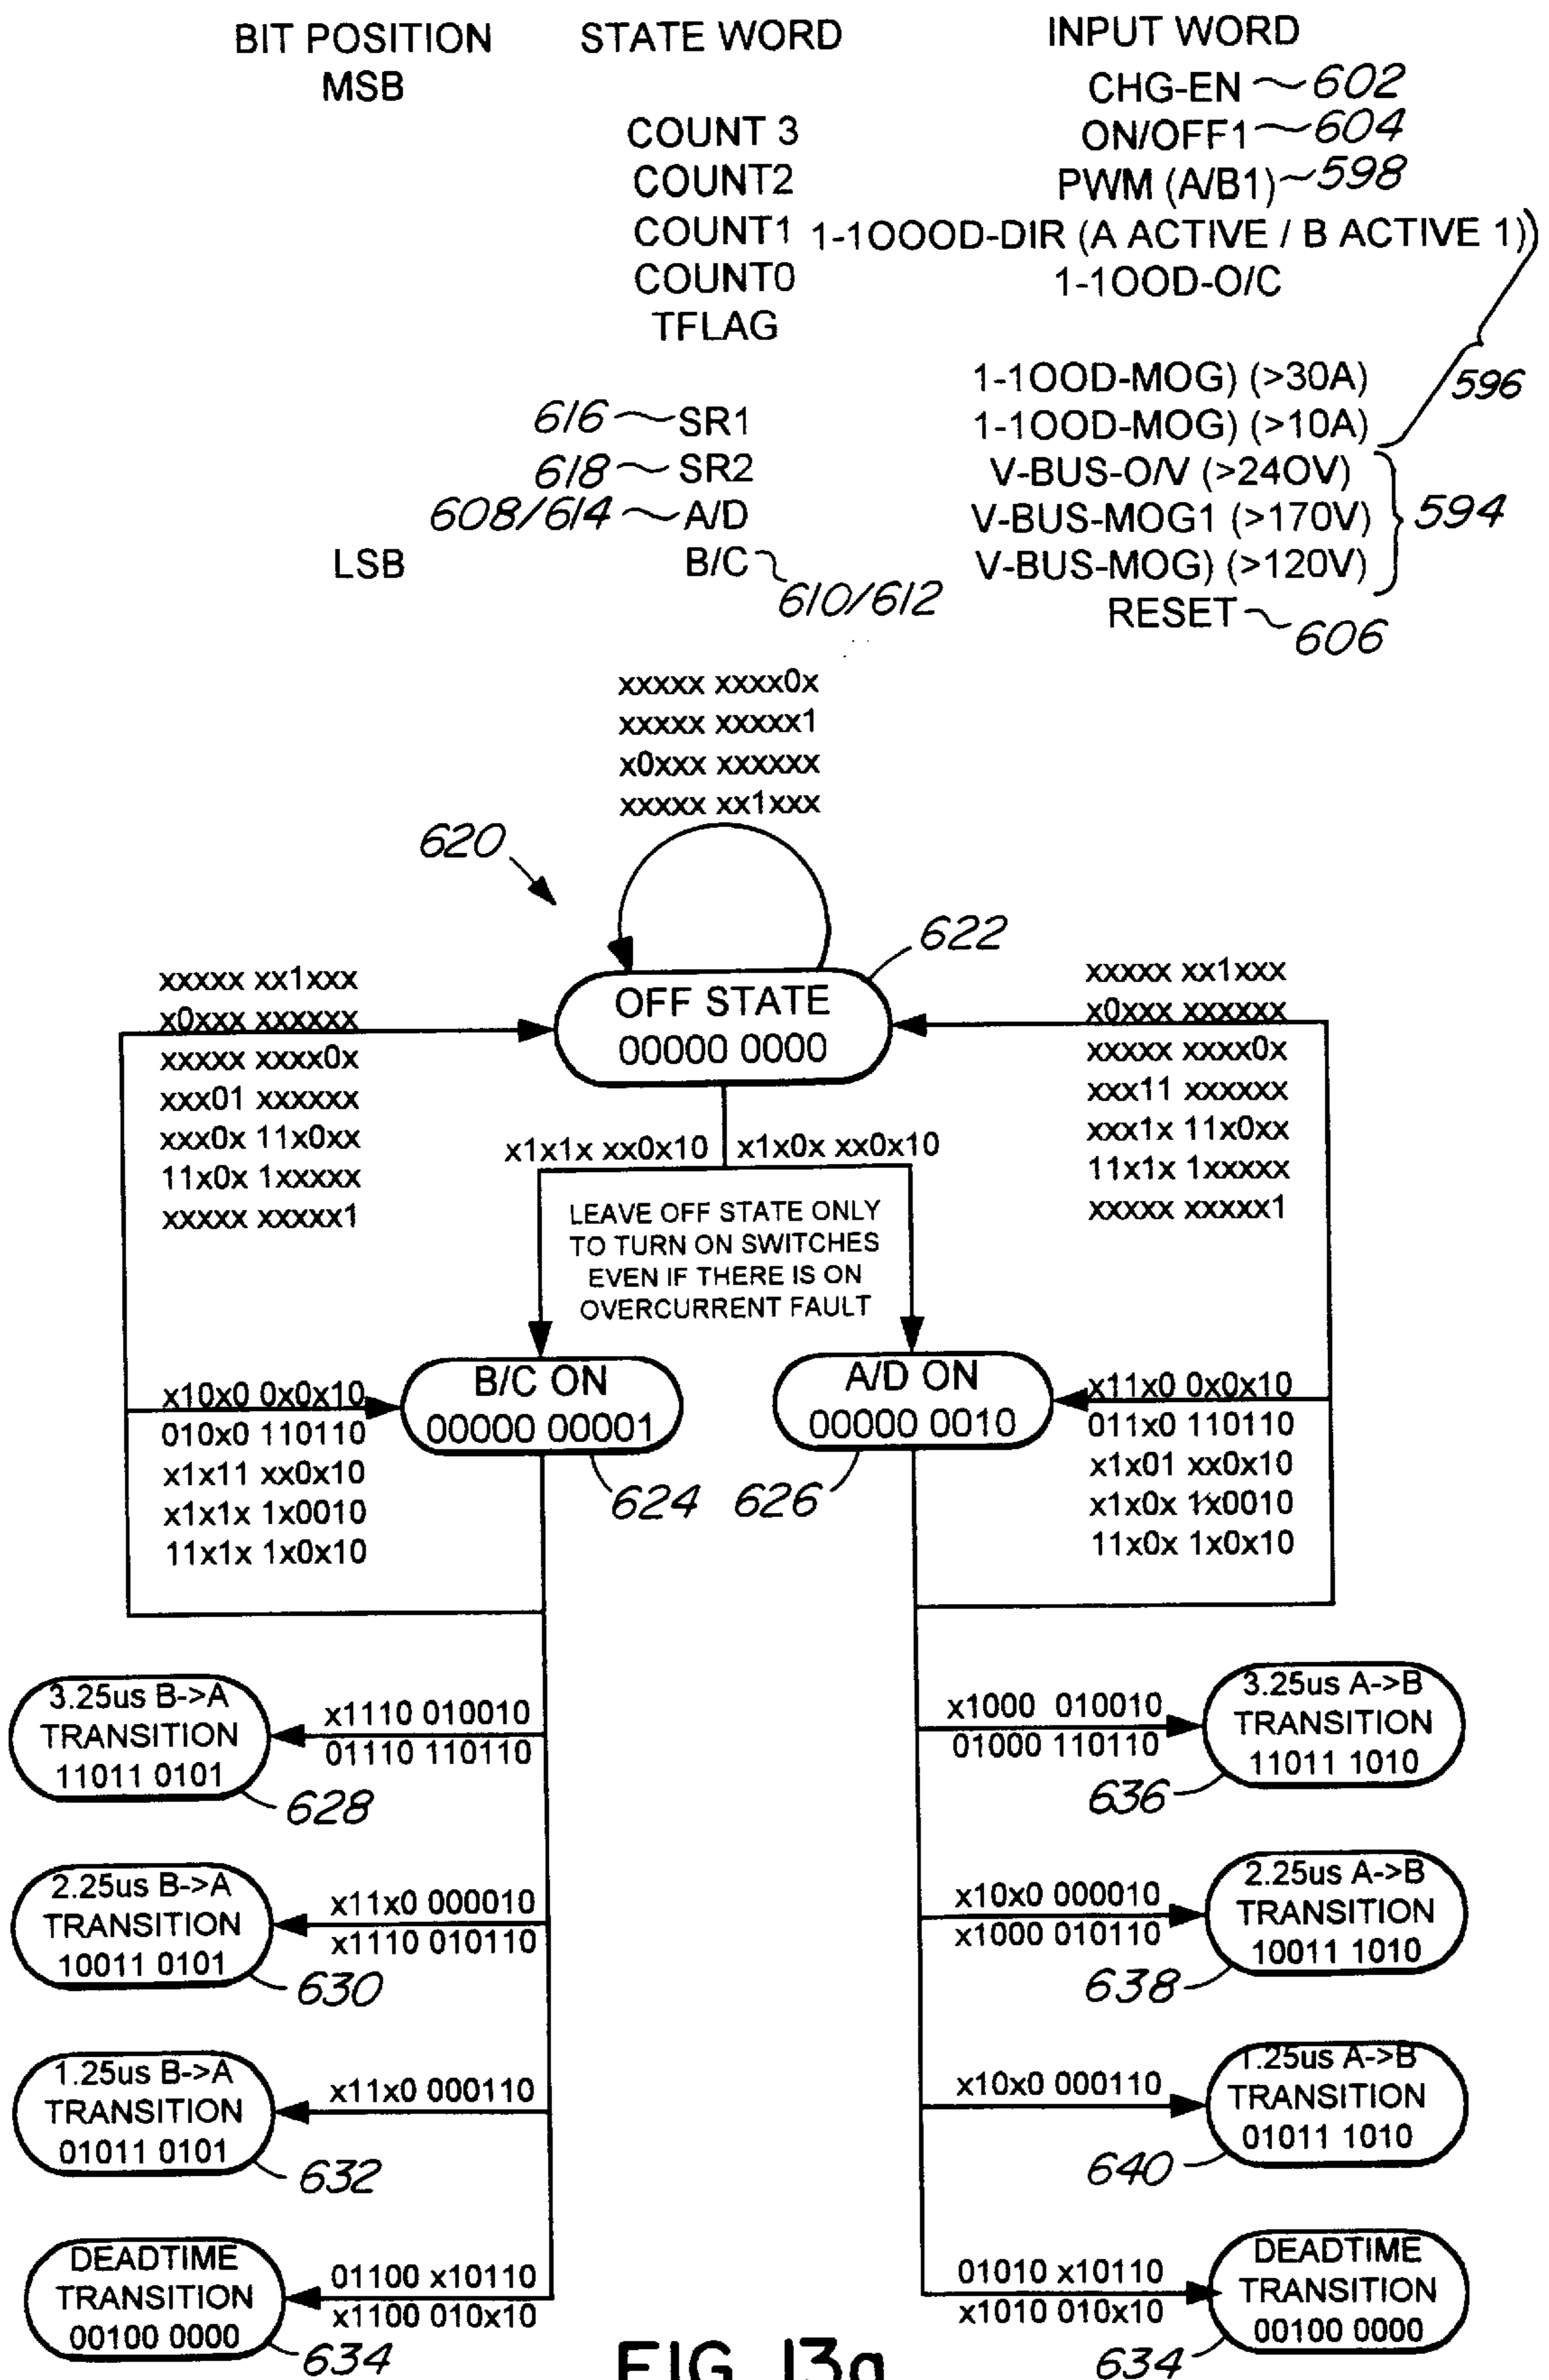 BIT POSITION STATE WORD INPUT WORD
MSB CHG-EN 602
COUNT 3 ON/OFF1 604
COUNT2 PWM (A/B1) 598
COUNT1 1-1OOOD-DIR (A ACTIVE / B ACTIVE 1))
COUNT0 1-1OOD-O/C
TFLAG
1-1OOD-MOG) (>30A) 596
616 SR1 1-1OOD-MOG) (>10A)
618 SR2 V-BUS-O/V (>24OV)
608/614 A/D V-BUS-MOG1 (>170V) 594
LSB B/C V-BUS-MOG) (>120V)
610/612 RESET 606
xxxxx xxxx0x
xxxxx xxxxx1
x0xxx xxxxxx
xxxxx xx1xxx
620
622
OFF STATE
00000 0000
xxxxx xx1xxx
x0xxx xxxxxx
xxxxx xxxx0x
xxx01 xxxxxx
xxx0x 11x0xx
11x0x 1xxxxx
xxxxx xxxxx1
xxxxx xx1xxx
x0xxx xxxxxx
xxxxx xxxx0x
xxx11 xxxxxx
xxx1x 11x0xx
11x1x 1xxxxx
xxxxx xxxxx1
x1x1x xx0x10 x1x0x xx0x10
LEAVE OFF STATE ONLY
TO TURN ON SWITCHES
EVEN IF THERE IS ON
OVERCURRENT FAULT
B/C ON
00000 00001
624
A/D ON
00000 0010
626
x10x0 0x0x10
010x0 110110
x1x11 xx0x10
x1x1x 1x0010
11x1x 1x0x10
x11x0 0x0x10
011x0 110110
x1x01 xx0x10
x1x0x 1x0010
11x0x 1x0x10
3.25us B->A
TRANSITION
11011 0101
628
x1110 010010
01110 110110
x1000 010010
01000 110110
3.25us A->B
TRANSITION
11011 1010
636
2.25us B->A
TRANSITION
10011 0101
630
x11x0 000010
x1110 010110
x10x0 000010
x1000 010110
2.25us A->B
TRANSITION
10011 1010
638
1.25us B->A
TRANSITION
01011 0101
632
x11x0 000110
x10x0 000110
1.25us A->B
TRANSITION
01011 1010
640
DEADTIME
TRANSITION
00100 0000
634
01100 x10110
x1100 010x10
01010 x10110
x1010 010x10
DEADTIME
TRANSITION
00100 0000
634
FIG. 13a